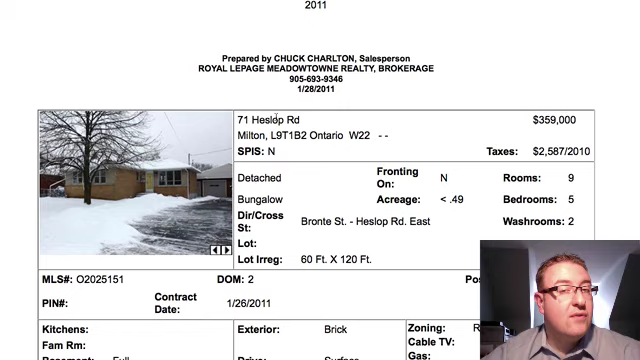 2011
Prepared by CHUCK CHARLTON, Salesperson
ROYAL LEPAGE MEADOWTOWNE REALTY, BROKERAGE
905-693-9346
1/28/2011
71 Heslop Rd $359,000
Milton, L9T1B2 Ontario W22 - -
SPIS: N Taxes: $2,587/2010
Detached Fronting On: N Rooms: 9
Bungalow Acreage: < .49 Bedrooms: 5
Dir/Cross St: Bronte St. - Heslop Rd. East Washrooms: 2
Lot:
Lot Irreg: 60 Ft. X 120 Ft.
MLS#: O2025151 DOM: 2
PIN#: Contract Date: 1/26/2011
Kitchens: Exterior: Brick Zoning:
Fam Rm: Cable TV:
Full Surface Gas: